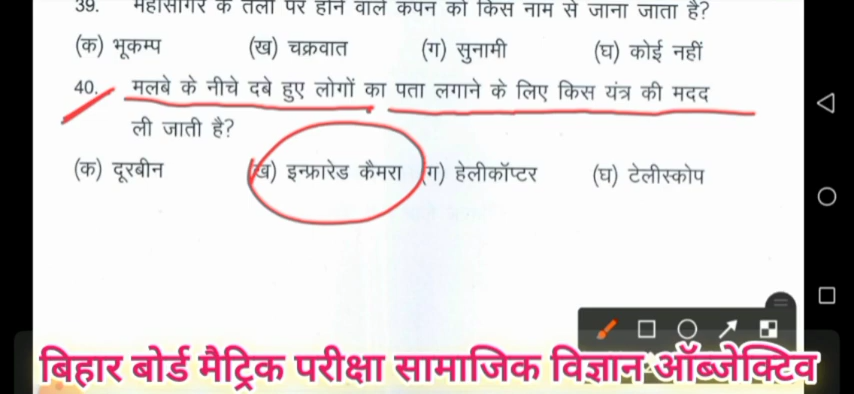 39. महासागर के तली पर होने वाले कंपन को किस नाम से जाना जाता है?
(क) भूकम्प (ख) चक्रवात (ग) सुनामी (घ) कोई नहीं
40. मलबे के नीचे दबे हुए लोगों का पता लगाने के लिए किस यंत्र की मदद
ली जाती है?
(क) दूरबीन (ख) इन्फ्रारेड कैमरा (ग) हेलीकॉप्टर (घ) टेलीस्कोप
बिहार बोर्ड मैट्रिक परीक्षा सामाजिक विज्ञान ऑब्जेक्टिव